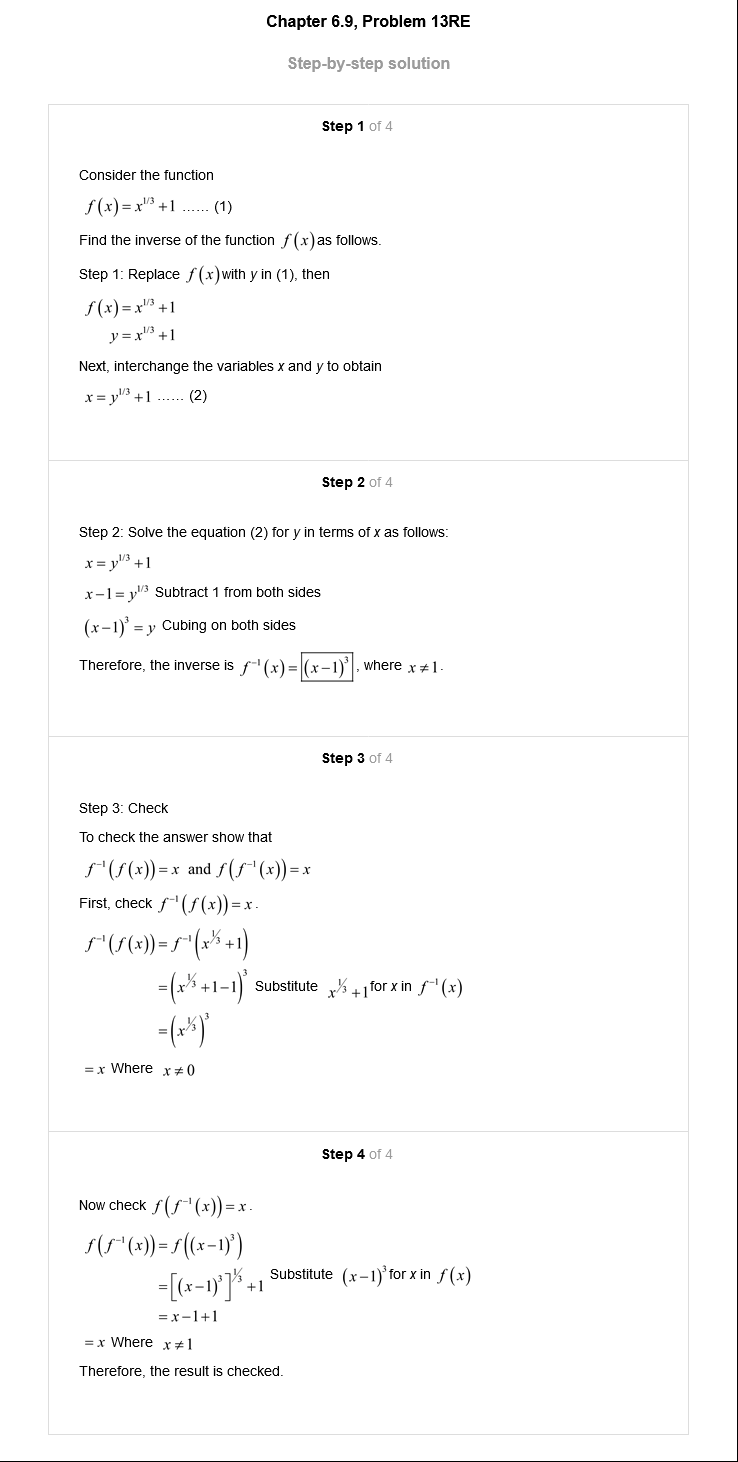 Chapter 6.9, Problem 13RE
Step-by-step solution
Step 1 of 4
Consider the function
f(x) = x^{1/3} + 1 ...... (1)
Find the inverse of the function f(x) as follows.
Step 1: Replace f(x) with y in (1), then
f(x) = x^{1/3} + 1
y = x^{1/3} + 1
Next, interchange the variables x and y to obtain
x = y^{1/3} + 1 ...... (2)
Step 2 of 4
Step 2: Solve the equation (2) for y in terms of x as follows:
x = y^{1/3} + 1
x − 1 = y^{1/3} Subtract 1 from both sides
(x − 1)^3 = y Cubing on both sides
Therefore, the inverse is f^{-1}(x) = (x − 1)^3, where x ≠ 1.
Step 3 of 4
Step 3: Check
To check the answer show that
f^{-1}(f(x)) = x and f(f^{-1}(x)) = x
First, check f^{-1}(f(x)) = x.
f^{-1}(f(x)) = f^{-1}(x^{1/3} + 1)
= (x^{1/3} + 1 − 1)^3 Substitute x^{1/3} + 1 for x in f^{-1}(x)
= (x^{1/3})^3
= x Where x ≠ 0
Step 4 of 4
Now check f(f^{-1}(x)) = x.
f(f^{-1}(x)) = f((x − 1)^3)
= [(x − 1)^3]^{1/3} + 1 Substitute (x − 1)^3 for x in f(x)
= x − 1 + 1
= x Where x ≠ 1
Therefore, the result is checked.